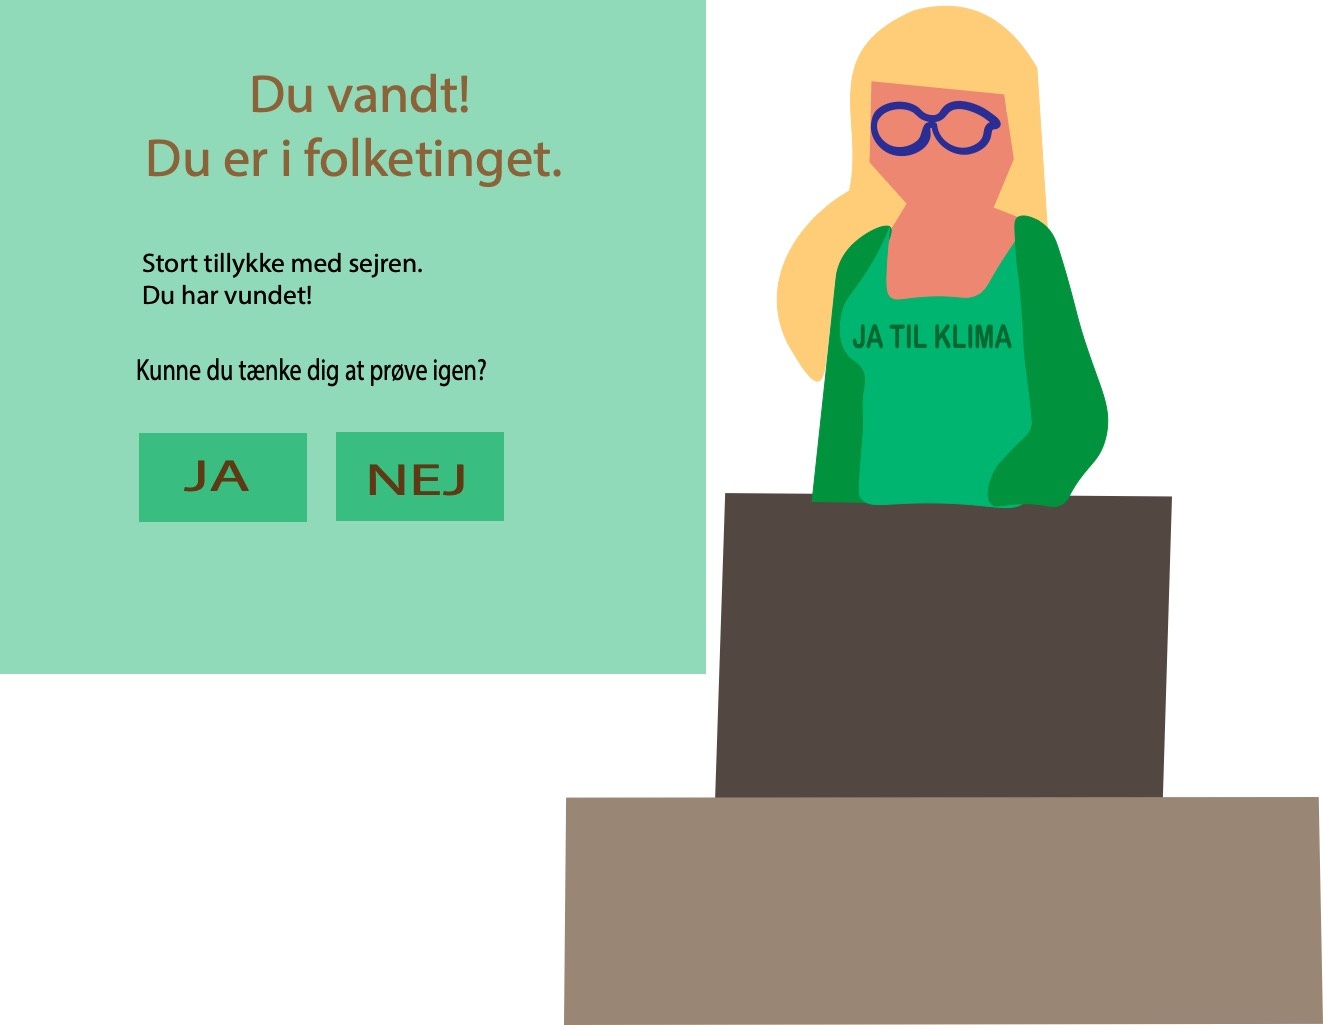 Du vandt!
Du er i folketinget.
Stort tillykke med sejren.
Du har vundet!
Kunne du tænke dig at prøve igen?
JA
NEJ
JA TIL KLIMA